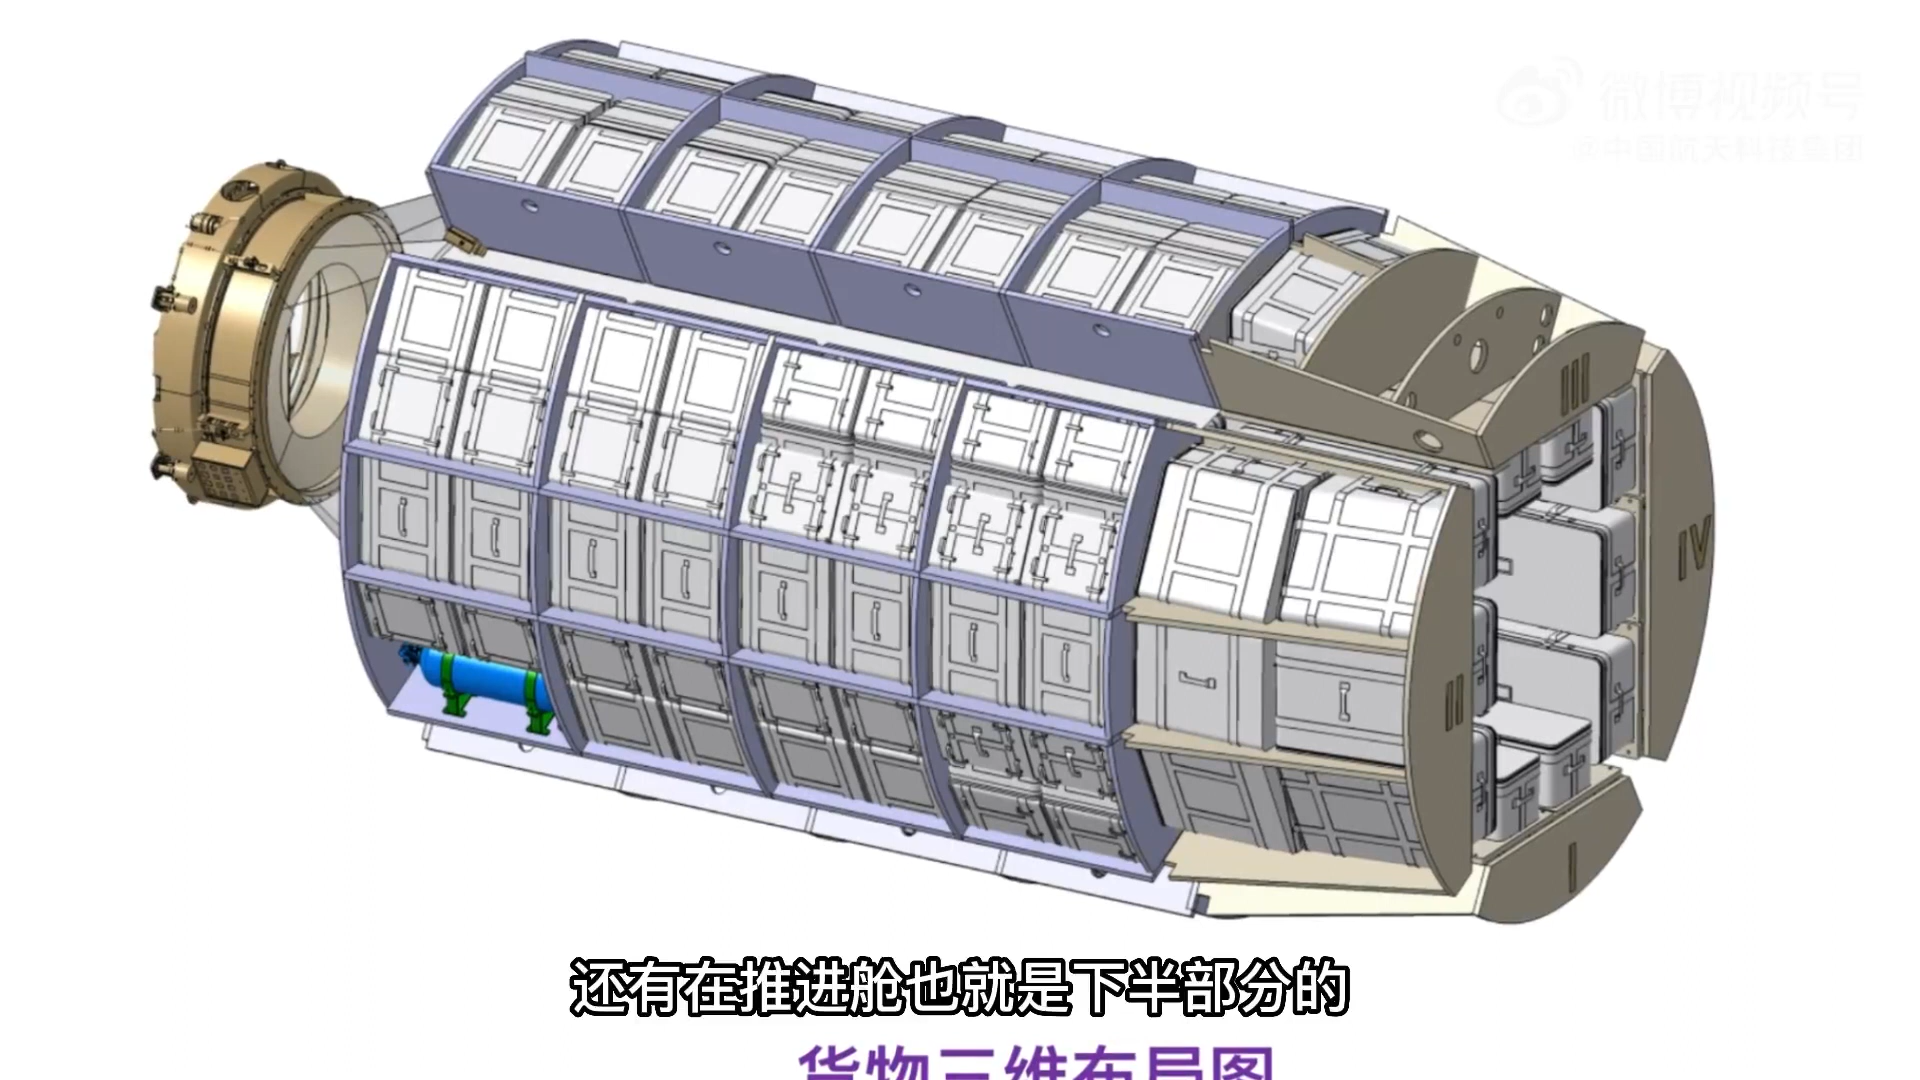 微博视频号
@中国航天科技集团
III
IV
II
I
还有在推进舱也就是下半部分的
货物三维布局图